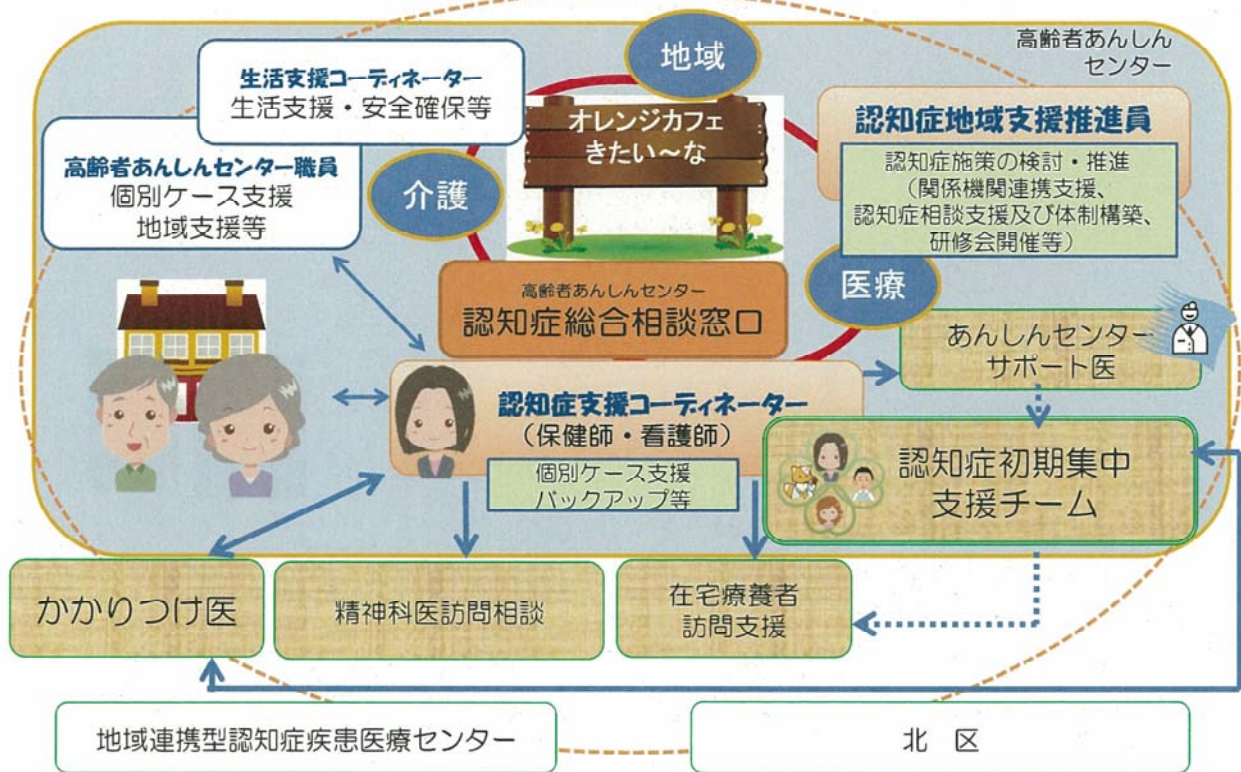 高齢者あんしん
センター
地域
生活支援コーディネーター
生活支援・安全確保等
オレンジカフェ
きたい～な
認知症地域支援推進員
認知症施策の検討・推進
（関係機関連携支援、
認知症相談支援及び体制構築、
研修会開催等）
高齢者あんしんセンター職員
個別ケース支援
地域支援等
介護
医療
高齢者あんしんセンター
認知症総合相談窓口
あんしんセンター
サポート医
認知症支援コーディネーター
（保健師・看護師）
個別ケース支援
バックアップ等
認知症初期集中
支援チーム
かかりつけ医
精神科医訪問相談
在宅療養者
訪問支援
地域連携型認知症疾患医療センター
北 区